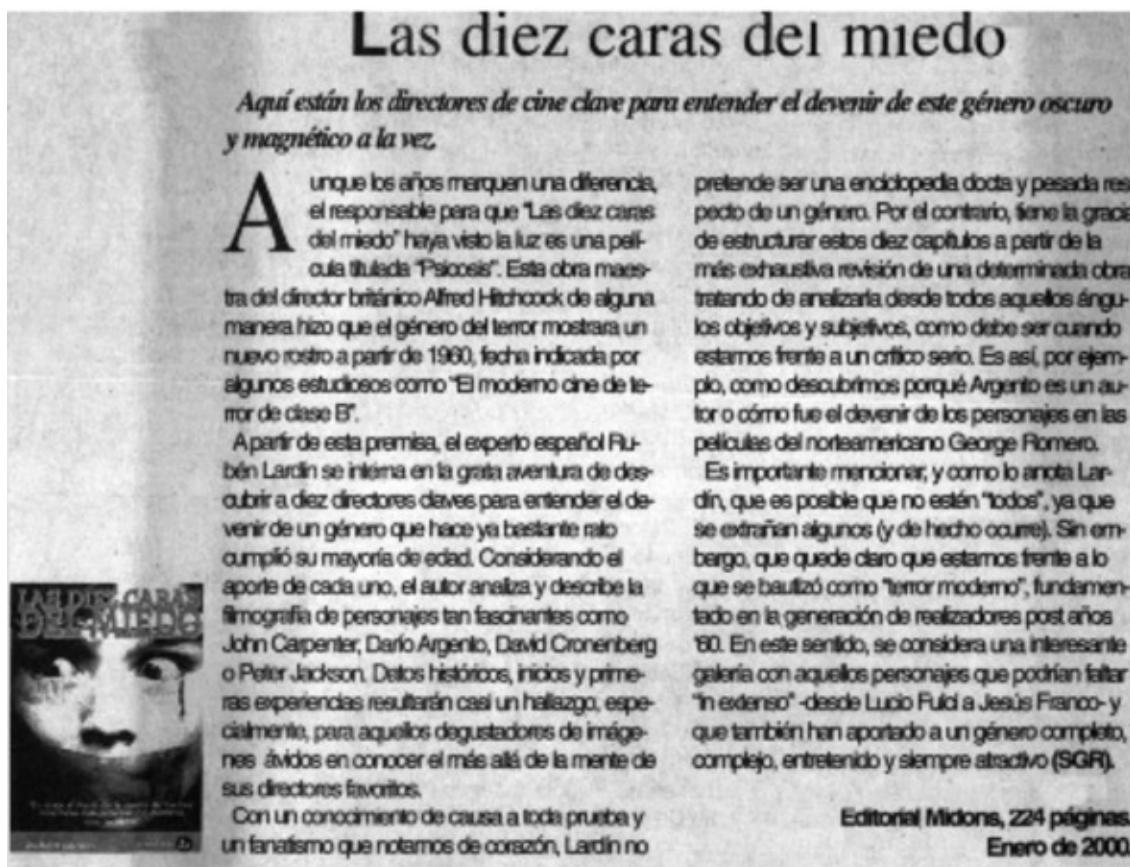 Las diez caras del miedo
Aquí están los directores de cine clave para entender el devenir de este género oscuro
y magnético a la vez.
Aunque los años marquen una diferencia,
el responsable para que "Las diez caras
del miedo" haya visto la luz es una pelí-
cula titulada "Psicosis". Esta obra maes-
tra del director británico Alfred Hitchcock de alguna
manera hizo que el género del terror mostrara un
nuevo rostro a partir de 1960, fecha indicada por
algunos estudiosos como "El moderno cine de te-
rror de clase B".
A partir de esta premisa, el experto español Ru-
bén Lardín se interna en la grata aventura de des-
cubrir a diez directores claves para entender el de-
venir de un género que hace ya bastante rato
cumplió su mayoría de edad. Considerando el
aporte de cada uno, el autor analiza y describe la
filmografía de personajes tan fascinantes como
John Carpenter, Darío Argento, David Cronenberg
o Peter Jackson. Datos históricos, inicios y prime-
ras experiencias resultarán casi un hallazgo, espe-
cialmente, para aquellos degustadores de imáge-
nes ávidos en conocer el más allá de la mente de
sus directores favoritos.
Con un conocimiento de causa a toda prueba y
un fanatismo que notamos de corazón, Lardín no
pretende ser una enciclopedia docta y pesada res
pecto de un género. Por el contrario, tiene la gracia
de estructurar estos diez capítulos a partir de la
más exhaustiva revisión de una determinada obra
tratando de analizarla desde todos aquellos ángu-
los objetivos y subjetivos, como debe ser cuando
estamos frente a un crítico serio. Es así, por ejem-
plo, como descubrimos porqué Argento es un au-
tor o cómo fue el devenir de los personajes en las
películas del norteamericano George Romero.
Es importante mencionar, y como lo anota Lar-
dín, que es posible que no estén "todos", ya que
se extrañan algunos (y de hecho ocurre). Sin em-
bargo, que quede claro que estamos frente a lo
que se bautizó como "terror moderno", fundamen-
tado en la generación de realizadores post años
'60. En este sentido, se considera una interesante
galería con aquellos personajes que podrían faltar
"in extenso" -desde Lucio Fulci a Jesús Franco- y
que también han aportado a un género completo,
complejo, entretenido y siempre atractivo (SGR).
Editorial Midons, 224 páginas.
Enero de 2000.
LAS DIEZ CARAS
DEL MIEDO